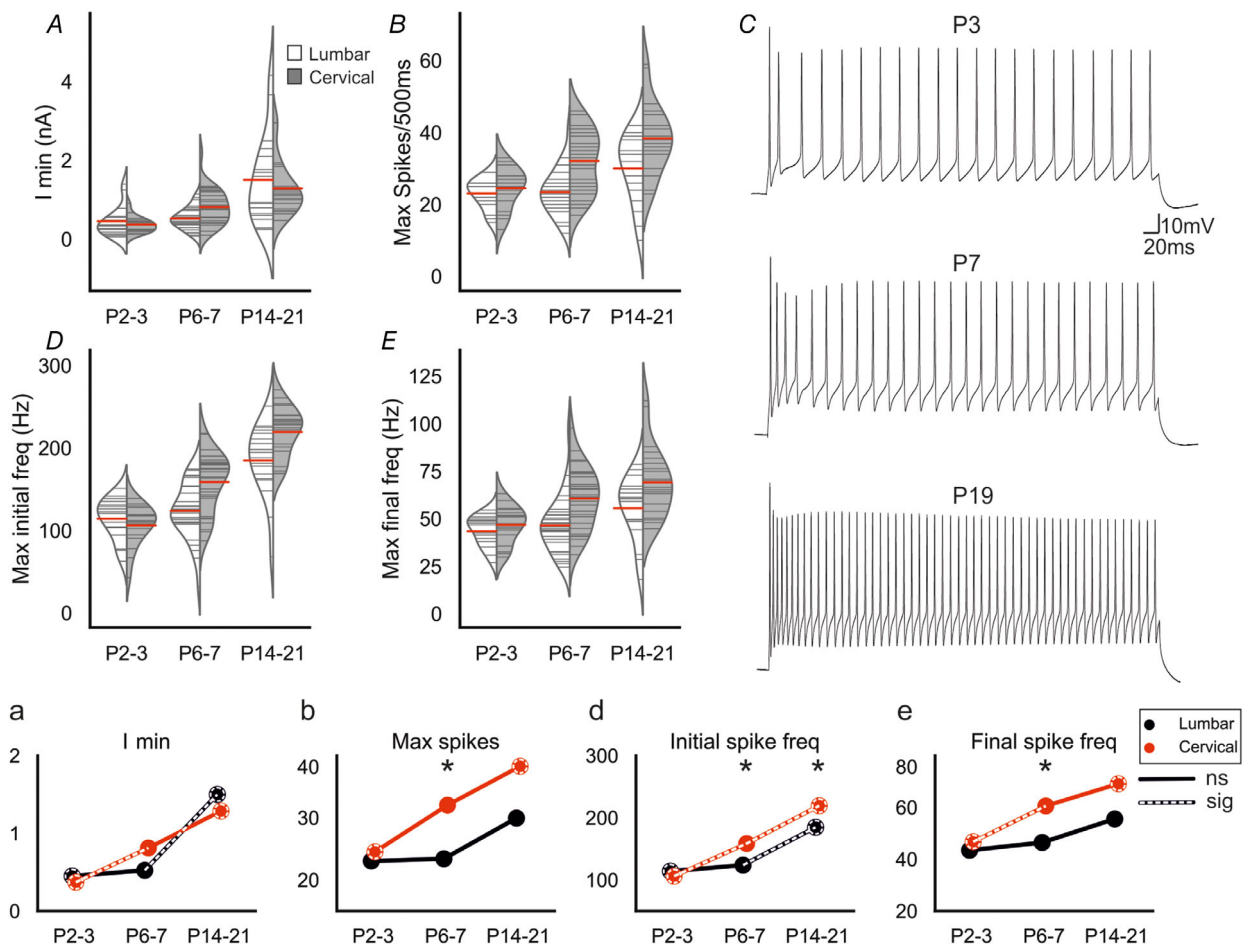 A
I min (nA)
4
2
0
Lumbar
Cervical
P2-3
P6-7
P14-21
B
Max Spikes/500ms
60
40
20
0
P2-3
P6-7
P14-21
C
P3
10mV
20ms
P7
P19
D
Max initial freq (Hz)
300
200
100
0
P2-3
P6-7
P14-21
E
Max final freq (Hz)
125
100
75
50
25
0
P2-3
P6-7
P14-21
a
I min
2
1
0
P2-3
P6-7
P14-21
b
Max spikes
40
30
20
*
P2-3
P6-7
P14-21
d
Initial spike freq
300
200
100
*
*
P2-3
P6-7
P14-21
e
Final spike freq
80
60
40
20
*
P2-3
P6-7
P14-21
Lumbar
Cervical
ns
sig